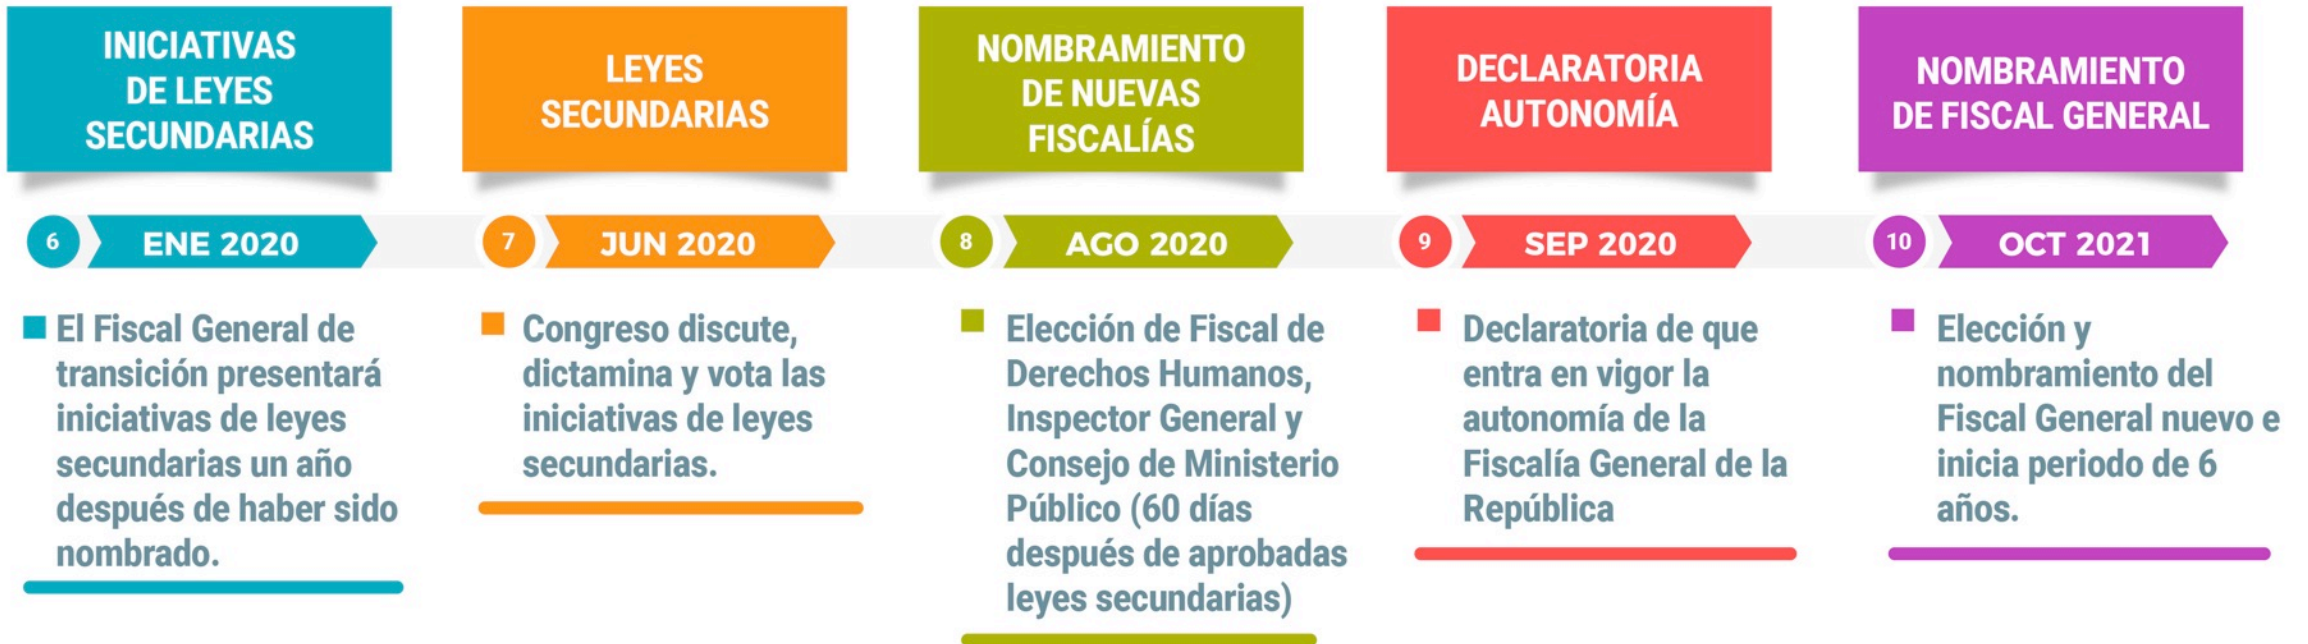 INICIATIVAS
DE LEYES
SECUNDARIAS
6
ENE 2020
El Fiscal General de
transición presentará
iniciativas de leyes
secundarias un año
después de haber sido
nombrado.
LEYES
SECUNDARIAS
7
JUN 2020
Congreso discute,
dictamina y vota las
iniciativas de leyes
secundarias.
NOMBRAMIENTO
DE NUEVAS
FISCALÍAS
8
AGO 2020
Elección de Fiscal de
Derechos Humanos,
Inspector General y
Consejo de Ministerio
Público (60 días
después de aprobadas
leyes secundarias)
DECLARATORIA
AUTONOMÍA
9
SEP 2020
Declaratoria de que
entra en vigor la
autonomía de la
Fiscalía General de la
República
NOMBRAMIENTO
DE FISCAL GENERAL
10
OCT 2021
Elección y
nombramiento del
Fiscal General nuevo e
inicia periodo de 6
años.